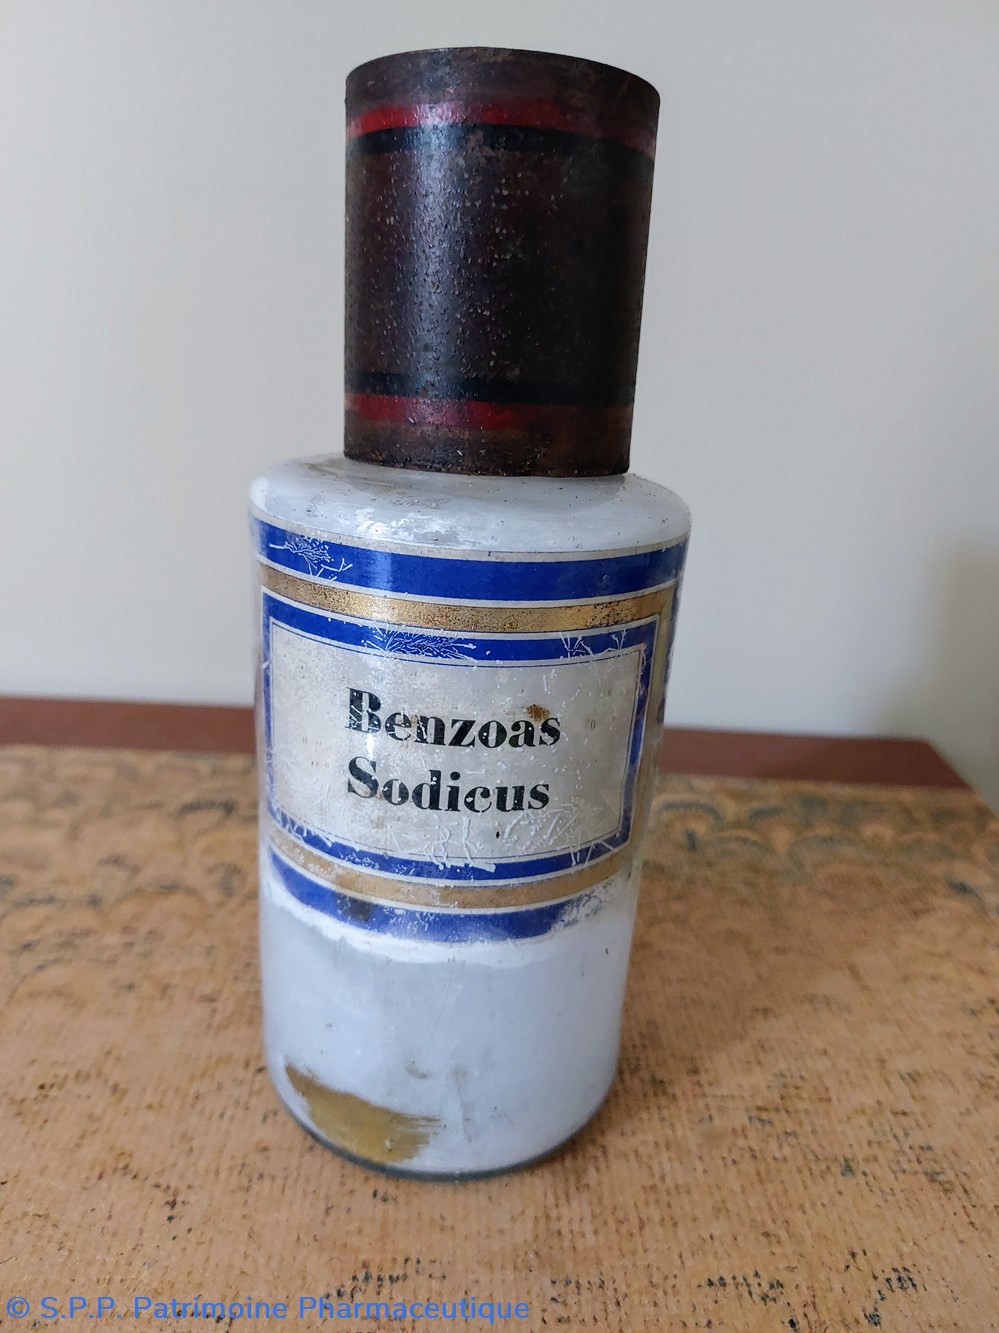 Benzoas
Sodicus
© S.P.P. Patrimoine Pharmaceutique